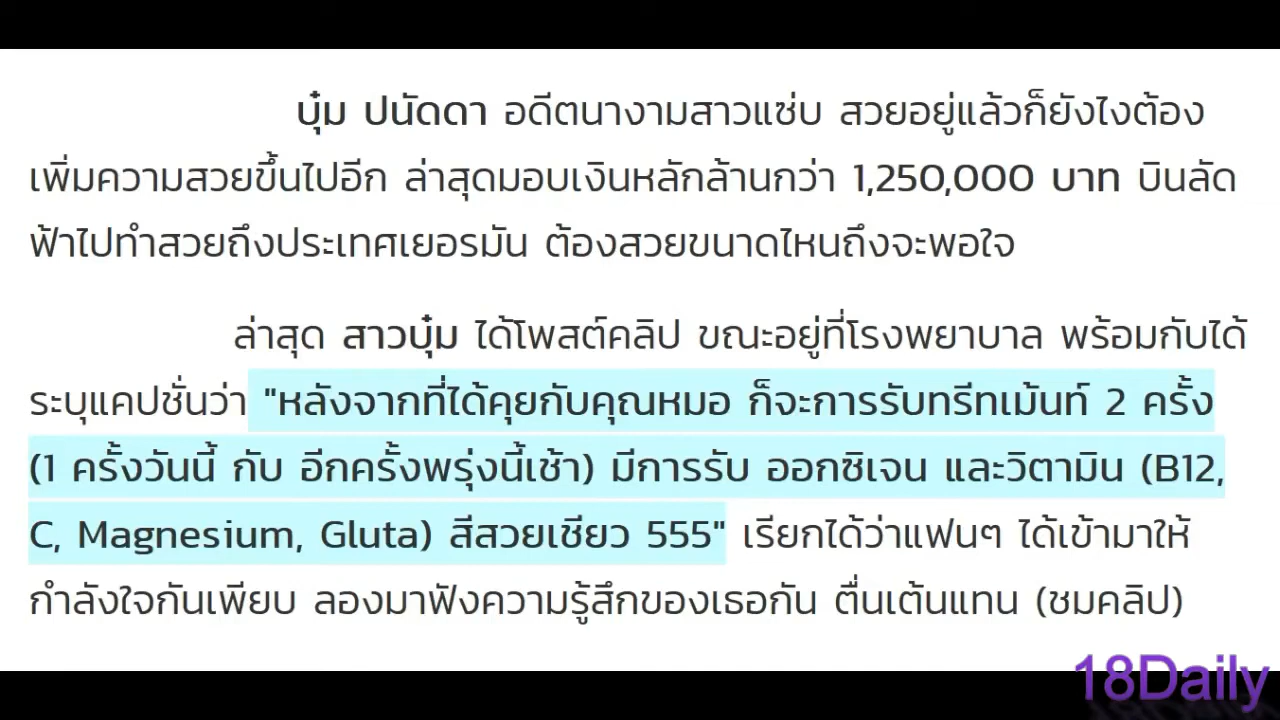 บุ๋ม ปนัดดา อดีตนางามสาวแซ่บ สวยอยู่แล้วก็ยังไงต้อง
เพิ่มความสวยขึ้นไปอีก ล่าสุดมอบเงินหลักล้านกว่า 1,250,000 บาท บินลัด
ฟ้าไปทำสวยถึงประเทศเยอรมัน ต้องสวยขนาดไหนถึงจะพอใจ
ล่าสุด สาวบุ๋ม ได้โพสต์คลิป ขณะอยู่ที่โรงพยาบาล พร้อมกับได้
ระบุแคปชั่นว่า "หลังจากที่ได้คุยกับคุณหมอ ก็จะการรับทรีทเม้นท์ 2 ครั้ง
(1 ครั้งวันนี้ กับ อีกครั้งพรุ่งนี้เช้า) มีการรับ ออกซิเจน และวิตามิน (B12,
C, Magnesium, Gluta) สีสวยเชียว 555" เรียกได้ว่าแฟนๆ ได้เข้ามาให้
กำลังใจกันเพียบ ลองมาฟังความรู้สึกของเธอกัน ตื่นเต้นแทน (ชมคลิป)
18Daily